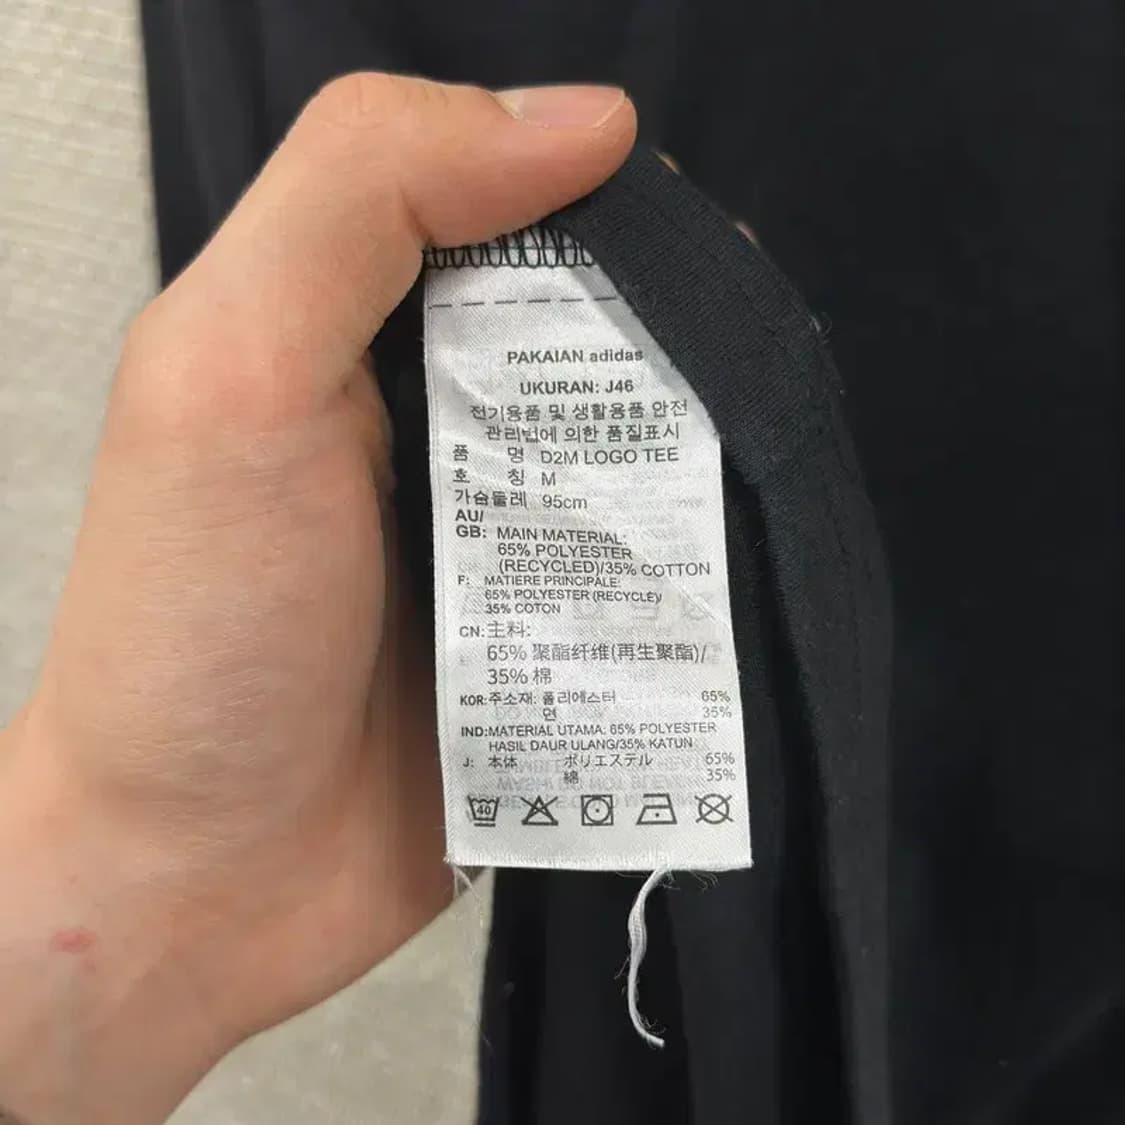 PAKAIAN adidas
UKURAN: J46
전기용품 및 생활용품 안전
관리법에 의한 품질표시
품 명 D2M LOGO TEE
호 칭 M
가슴둘레 95cm
AU/
GB: MAIN MATERIAL:
65% POLYESTER
(RECYCLED)/35% COTTON
F: MATIERE PRINCIPALE:
65% POLYESTER (RECYCLÉ)/
35% COTON
CN:主料:
65% 聚酯纤维(再生聚酯)/
35% 棉
KOR:주소재: 폴리에스터 65%
면 35%
IND:MATERIAL UTAMA: 65% POLYESTER
HASIL DAUR ULANG/35% KATUN
J: 本体 ポリエステル 65%
綿 35%
40